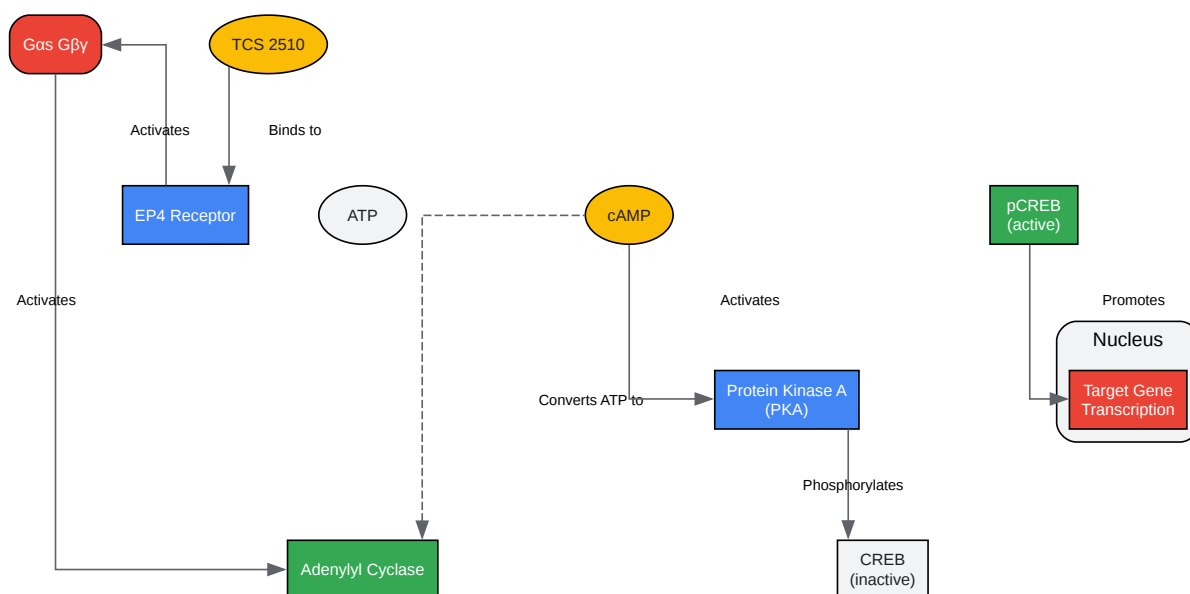 Gαs Gβγ
TCS 2510
Activates
Binds to
EP4 Receptor
ATP
cAMP
pCREB
(active)
Activates
Activates
Promotes
Nucleus
Protein Kinase A
(PKA)
Target Gene
Transcription
Converts ATP to
Phosphorylates
Adenylyl Cyclase
CREB
(inactive)